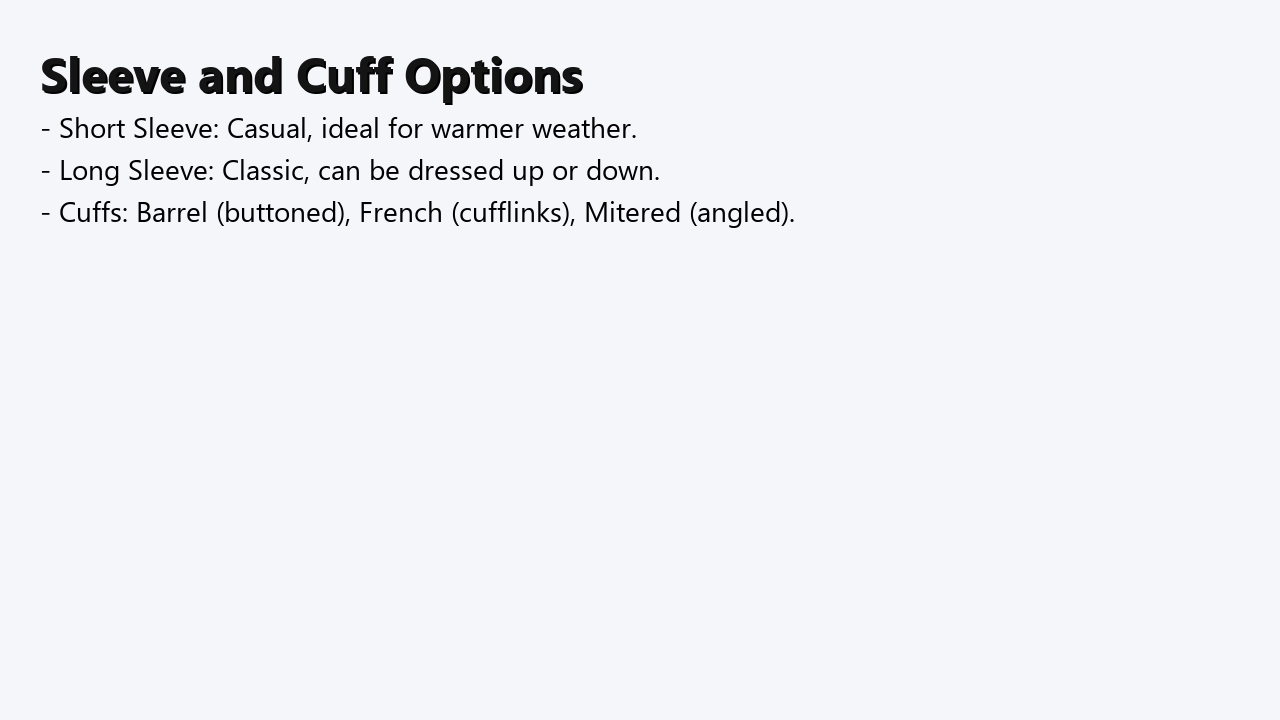 Sleeve and Cuff Options
- Short Sleeve: Casual, ideal for warmer weather.
- Long Sleeve: Classic, can be dressed up or down.
- Cuffs: Barrel (buttoned), French (cufflinks), Mitered (angled).